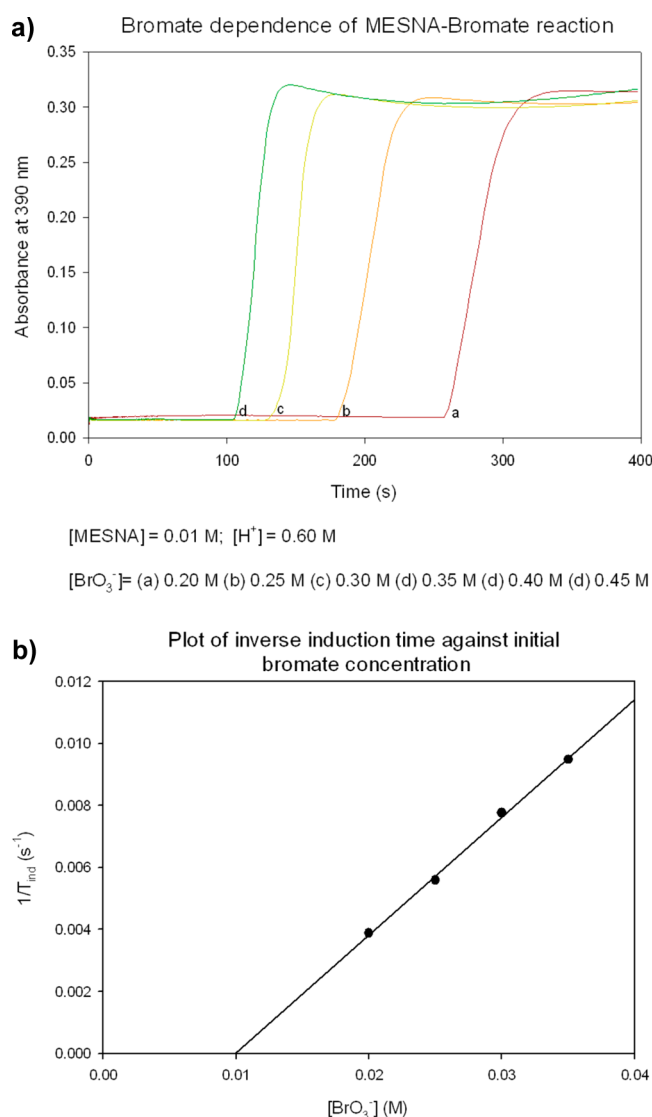 a)
Bromate dependence of MESNA-Bromate reaction
0.35
0.30
0.25
0.20
0.15
0.10
0.05
0.00
Absorbance at 390 nm
d
c
b
a
0
100
200
300
400
Time (s)
[MESNA] = 0.01 M; [H⁺] = 0.60 M
[BrO₃⁻]= (a) 0.20 M (b) 0.25 M (c) 0.30 M (d) 0.35 M (d) 0.40 M (d) 0.45 M
b)
Plot of inverse induction time against initial
bromate concentration
0.012
0.010
0.008
0.006
0.004
0.002
0.000
1/T_ind (s⁻¹)
0.00
0.01
0.02
0.03
0.04
[BrO₃⁻] (M)